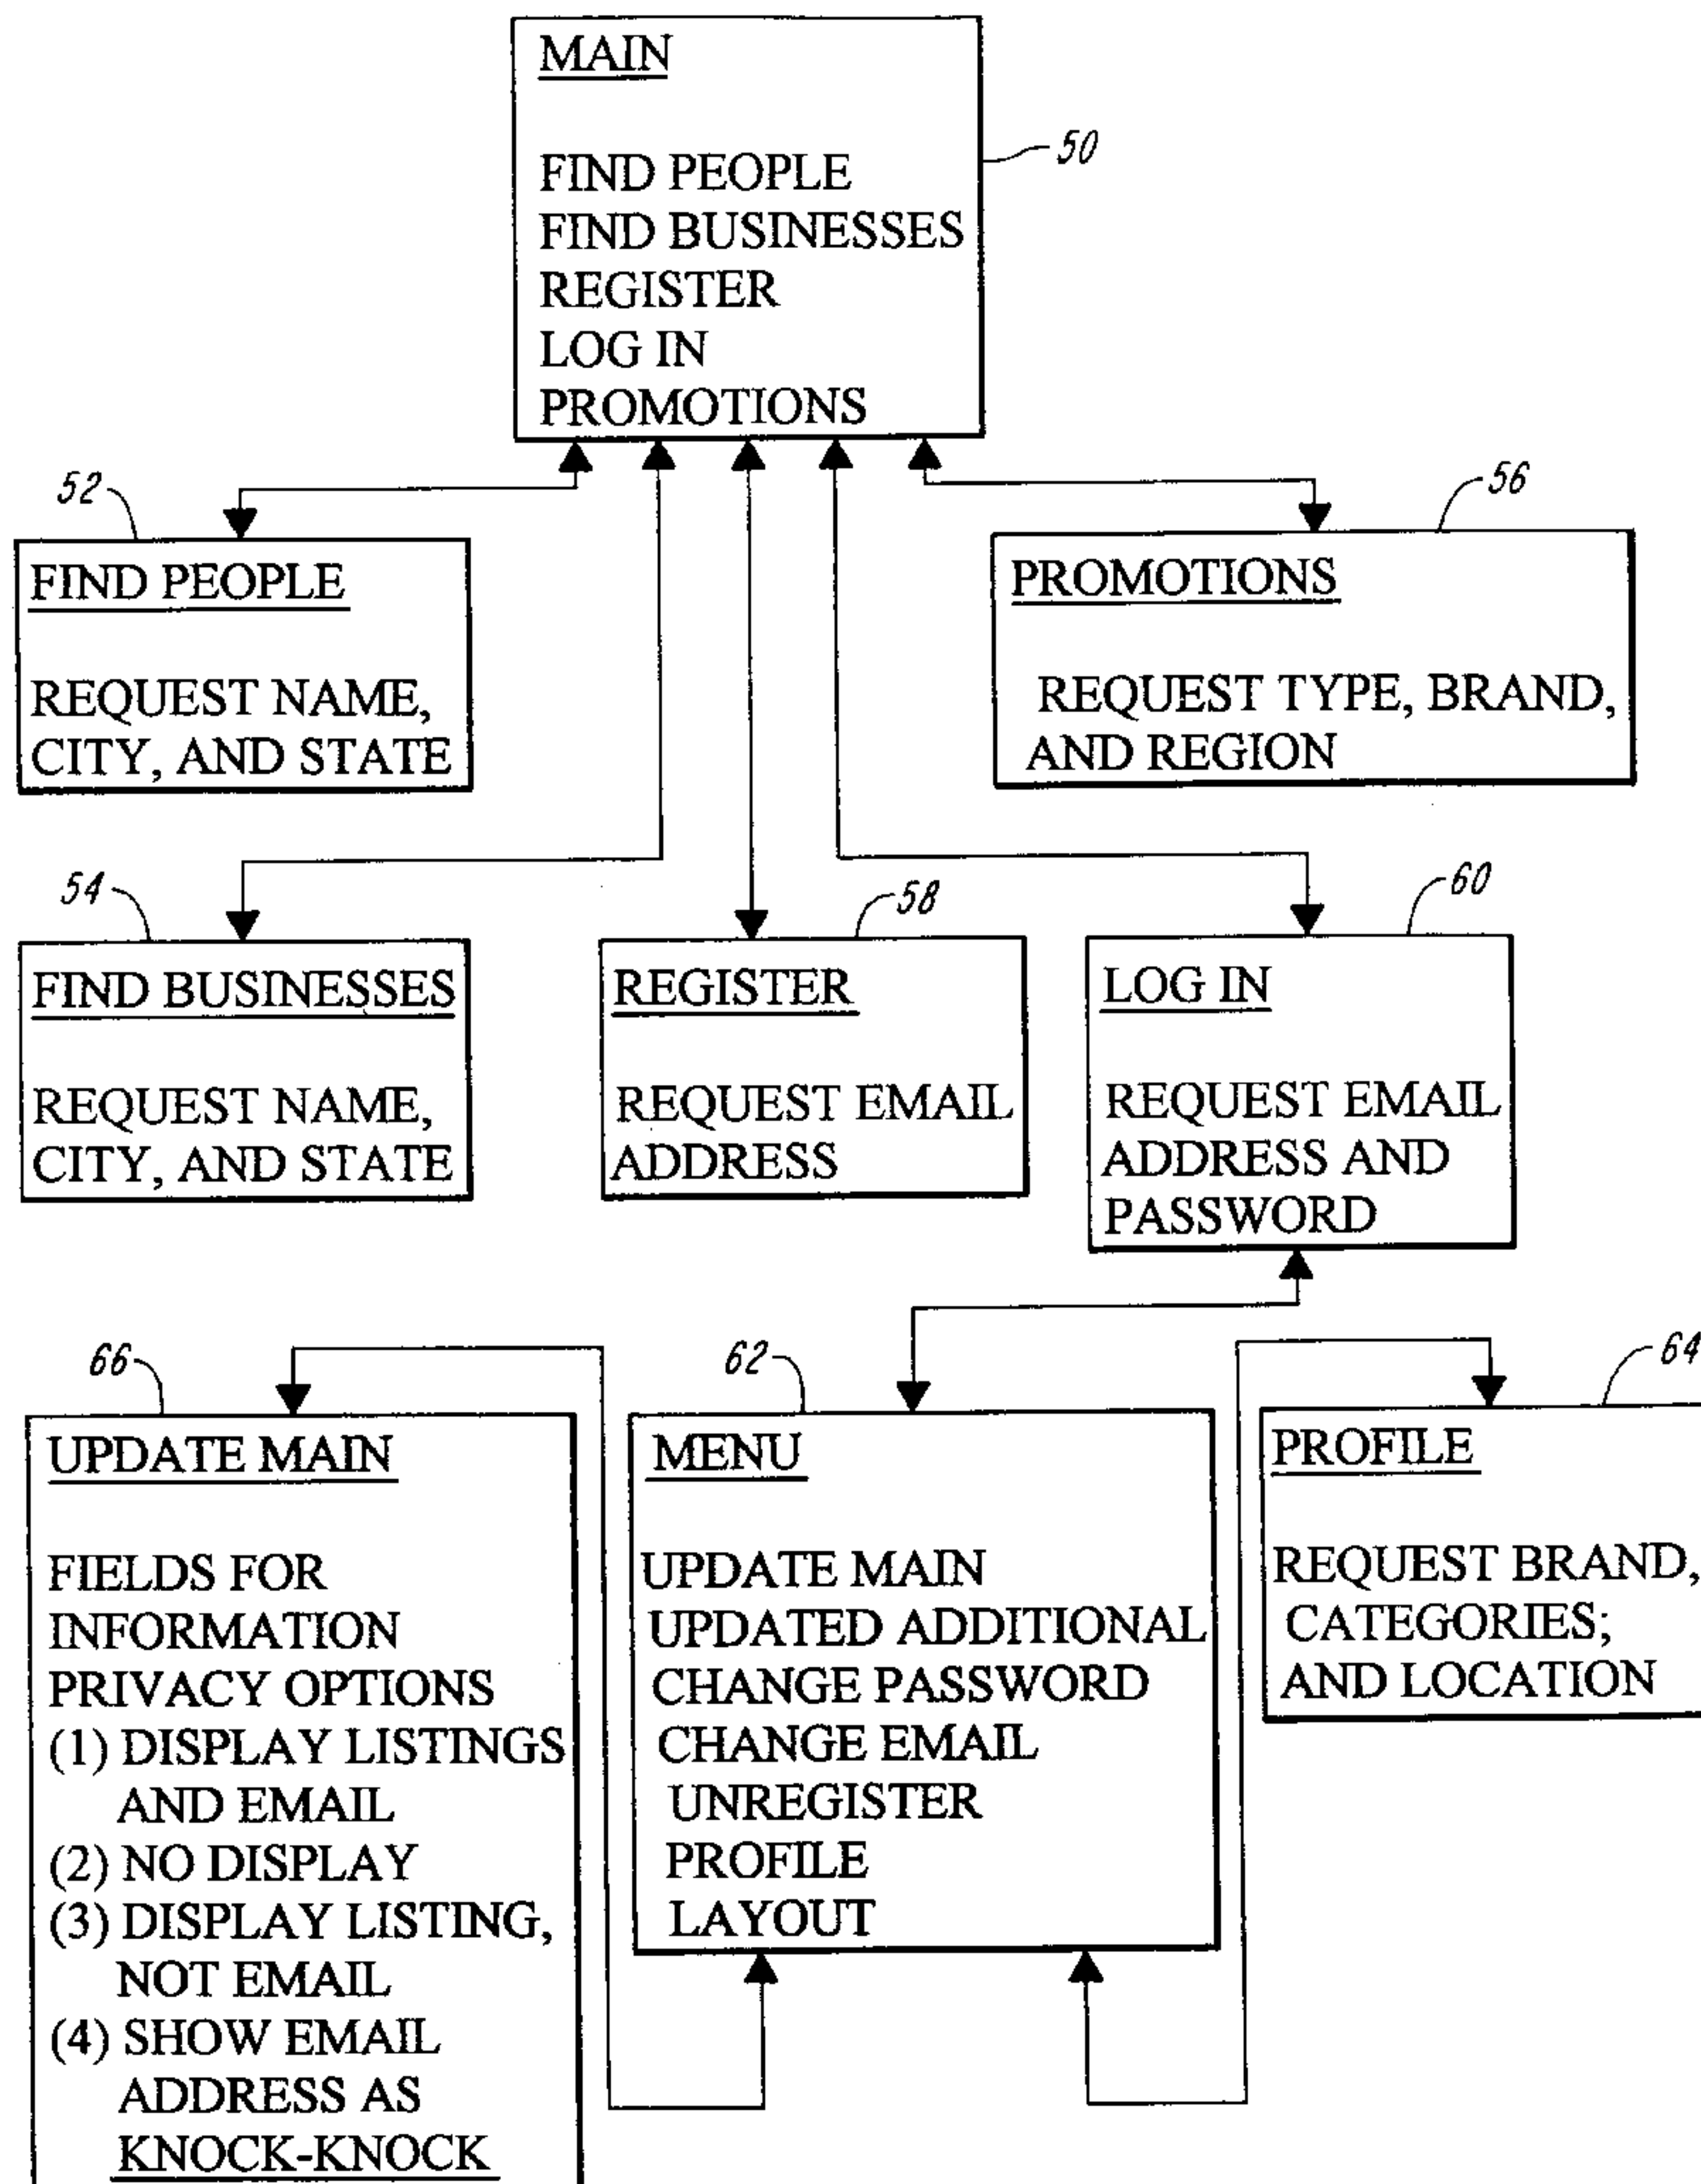 MAIN
FIND PEOPLE
FIND BUSINESSES
REGISTER
LOG IN
PROMOTIONS
50
52
FIND PEOPLE
REQUEST NAME,
CITY, AND STATE
56
PROMOTIONS
REQUEST TYPE, BRAND,
AND REGION
54
FIND BUSINESSES
REQUEST NAME,
CITY, AND STATE
58
REGISTER
REQUEST EMAIL
ADDRESS
60
LOG IN
REQUEST EMAIL
ADDRESS AND
PASSWORD
66
UPDATE MAIN
FIELDS FOR
INFORMATION
PRIVACY OPTIONS
(1) DISPLAY LISTINGS
AND EMAIL
(2) NO DISPLAY
(3) DISPLAY LISTING,
NOT EMAIL
(4) SHOW EMAIL
ADDRESS AS
KNOCK-KNOCK
62
MENU
UPDATE MAIN
UPDATED ADDITIONAL
CHANGE PASSWORD
CHANGE EMAIL
UNREGISTER
PROFILE
LAYOUT
64
PROFILE
REQUEST BRAND,
CATEGORIES;
AND LOCATION